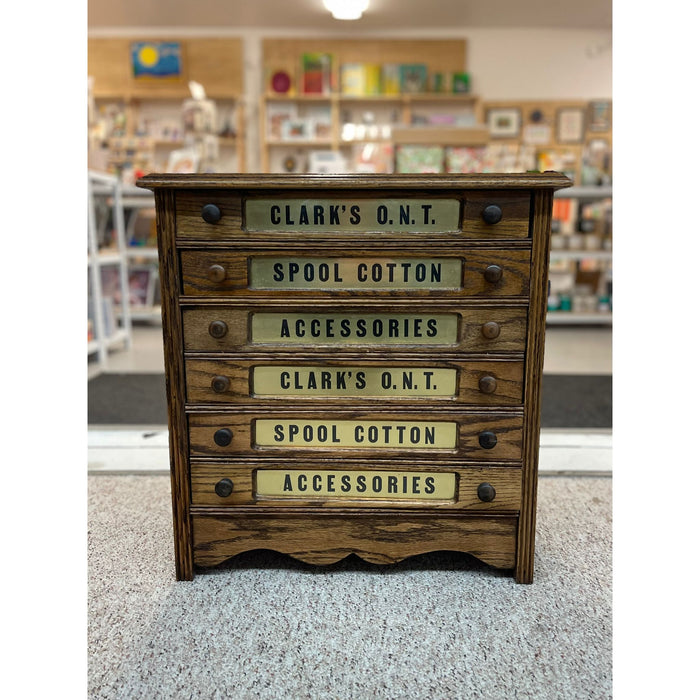 CLARK'S O.N.T.
SPOOL COTTON
ACCESSORIES
CLARK'S O.N.T.
SPOOL COTTON
ACCESSORIES